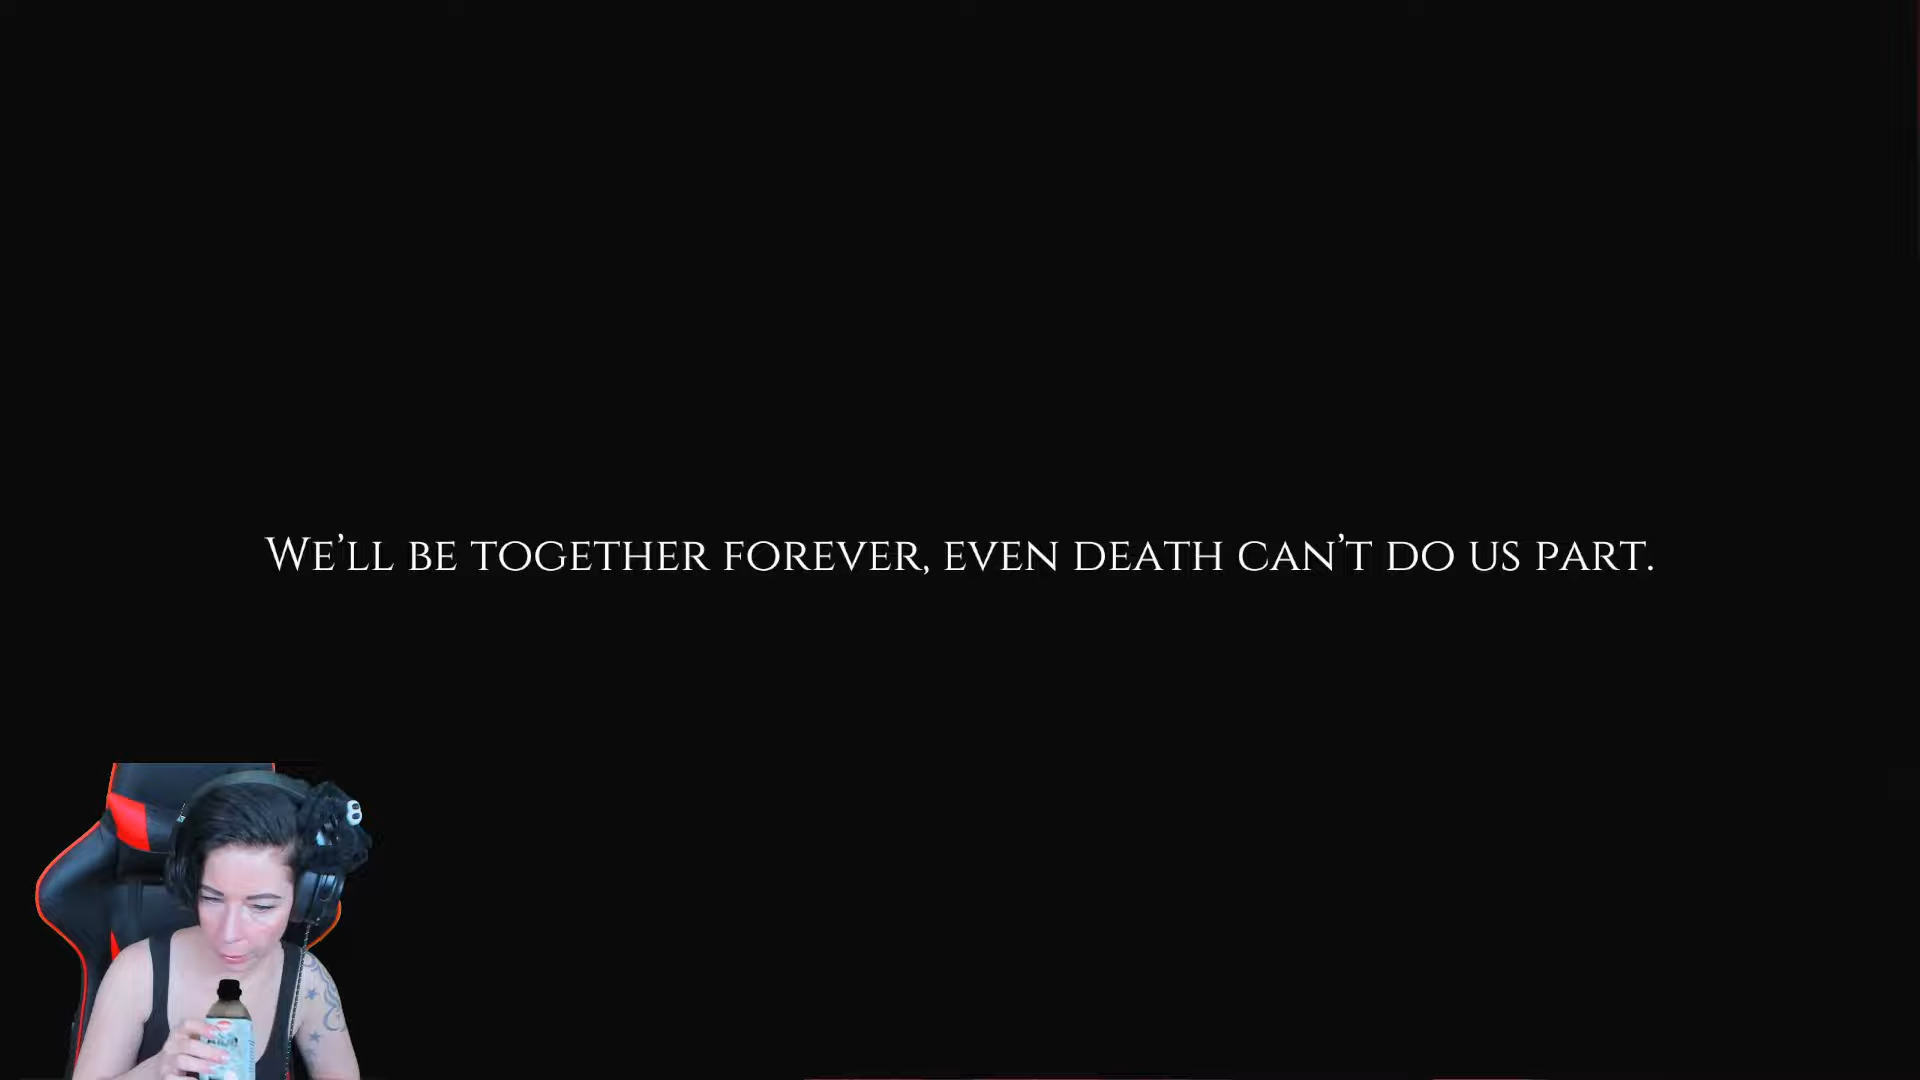 We’ll be together forever, even death can’t do us part.